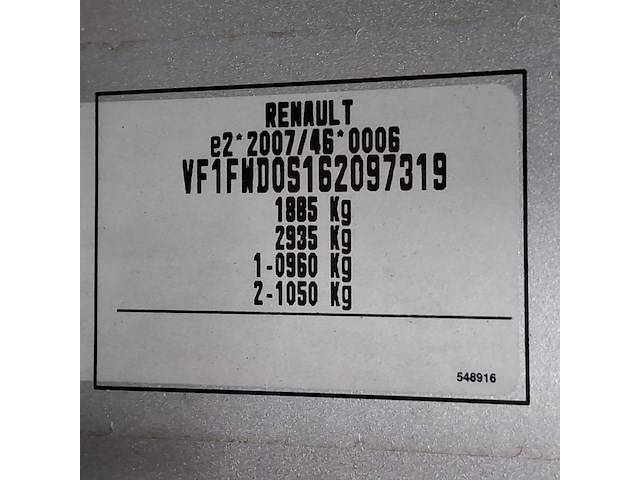 RENAULT
e2*2007/46*0006
VF1FWD0S162097319
1885 Kg
2935 Kg
1-0960 Kg
2-1050 Kg
548916